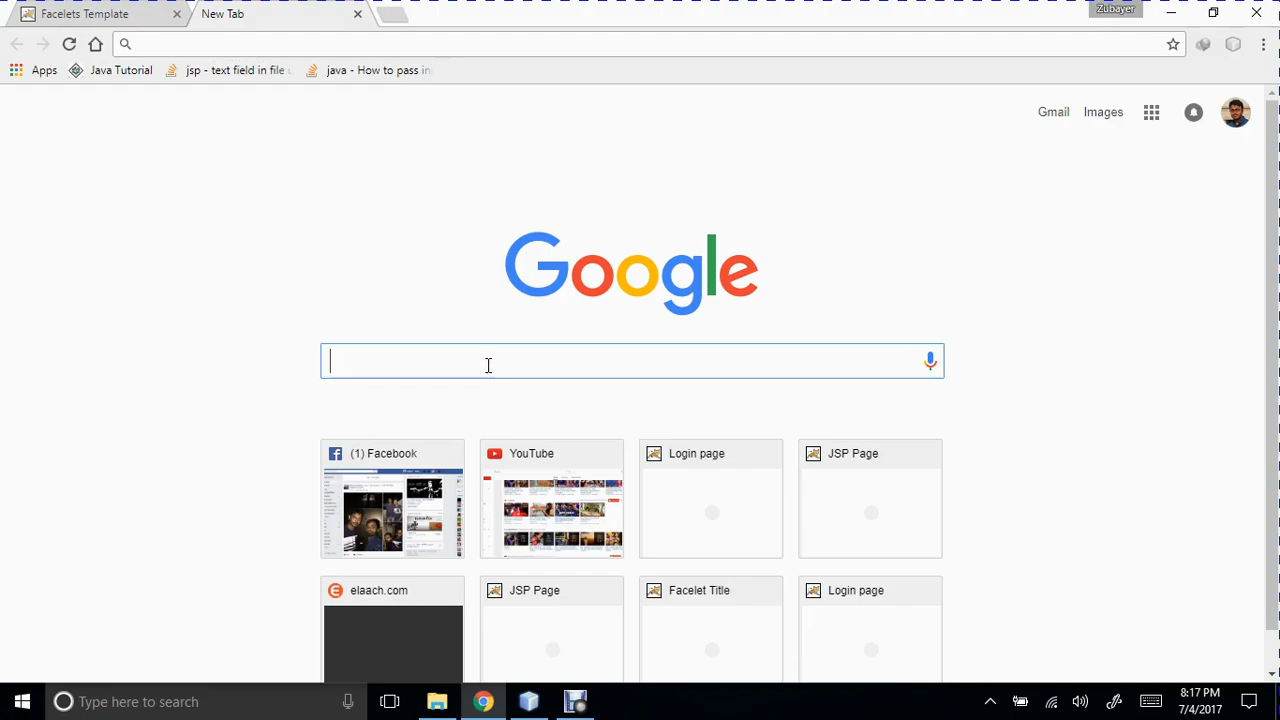 Facelets Template
New Tab
Zubayer
Apps
Java Tutorial
jsp - text field in file u
java - How to pass in
Gmail
Images
Google
(1) Facebook
YouTube
Login page
JSP Page
elaach.com
JSP Page
Facelet Title
Login page
Type here to search
8:17 PM
7/4/2017